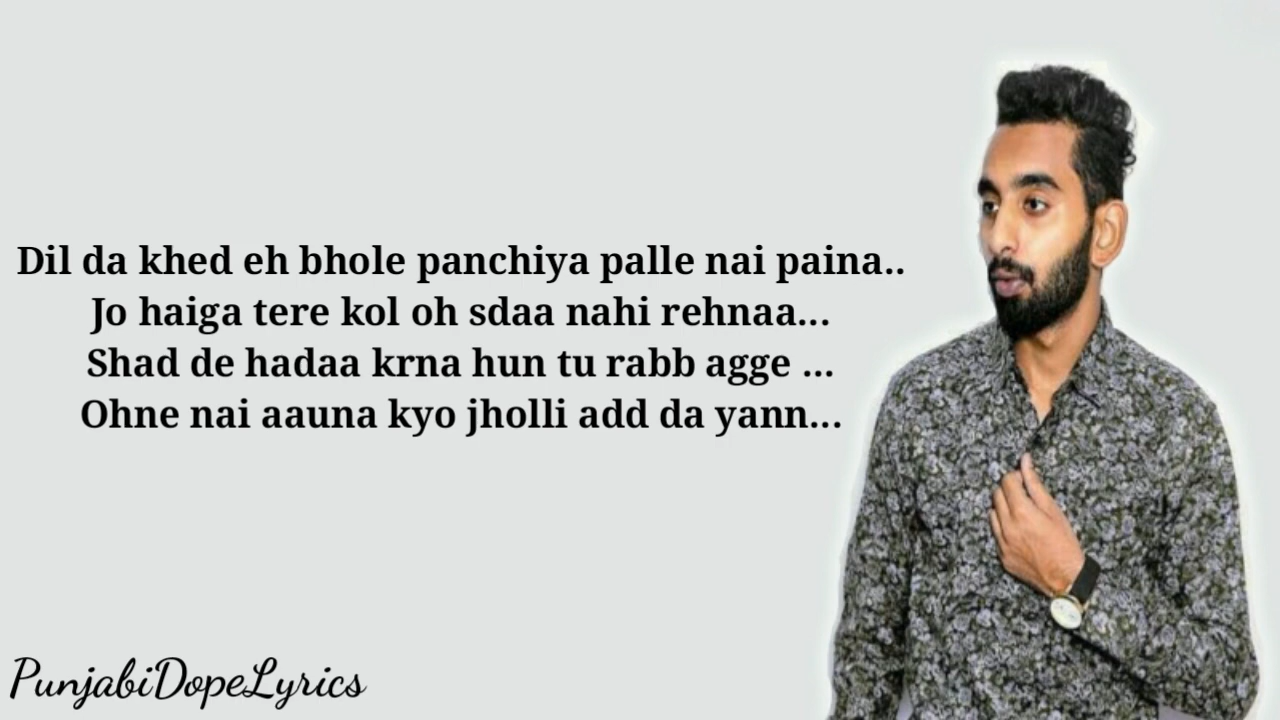 Dil da khed eh bhole panchiya palle nai paina..
Jo haiga tere kol oh sdaa nahi rehnaa...
Shad de hadaa krna hun tu rabb agge ...
Ohne nai aauna kyo jholli add da yann...
PunjabiDopeLyrics